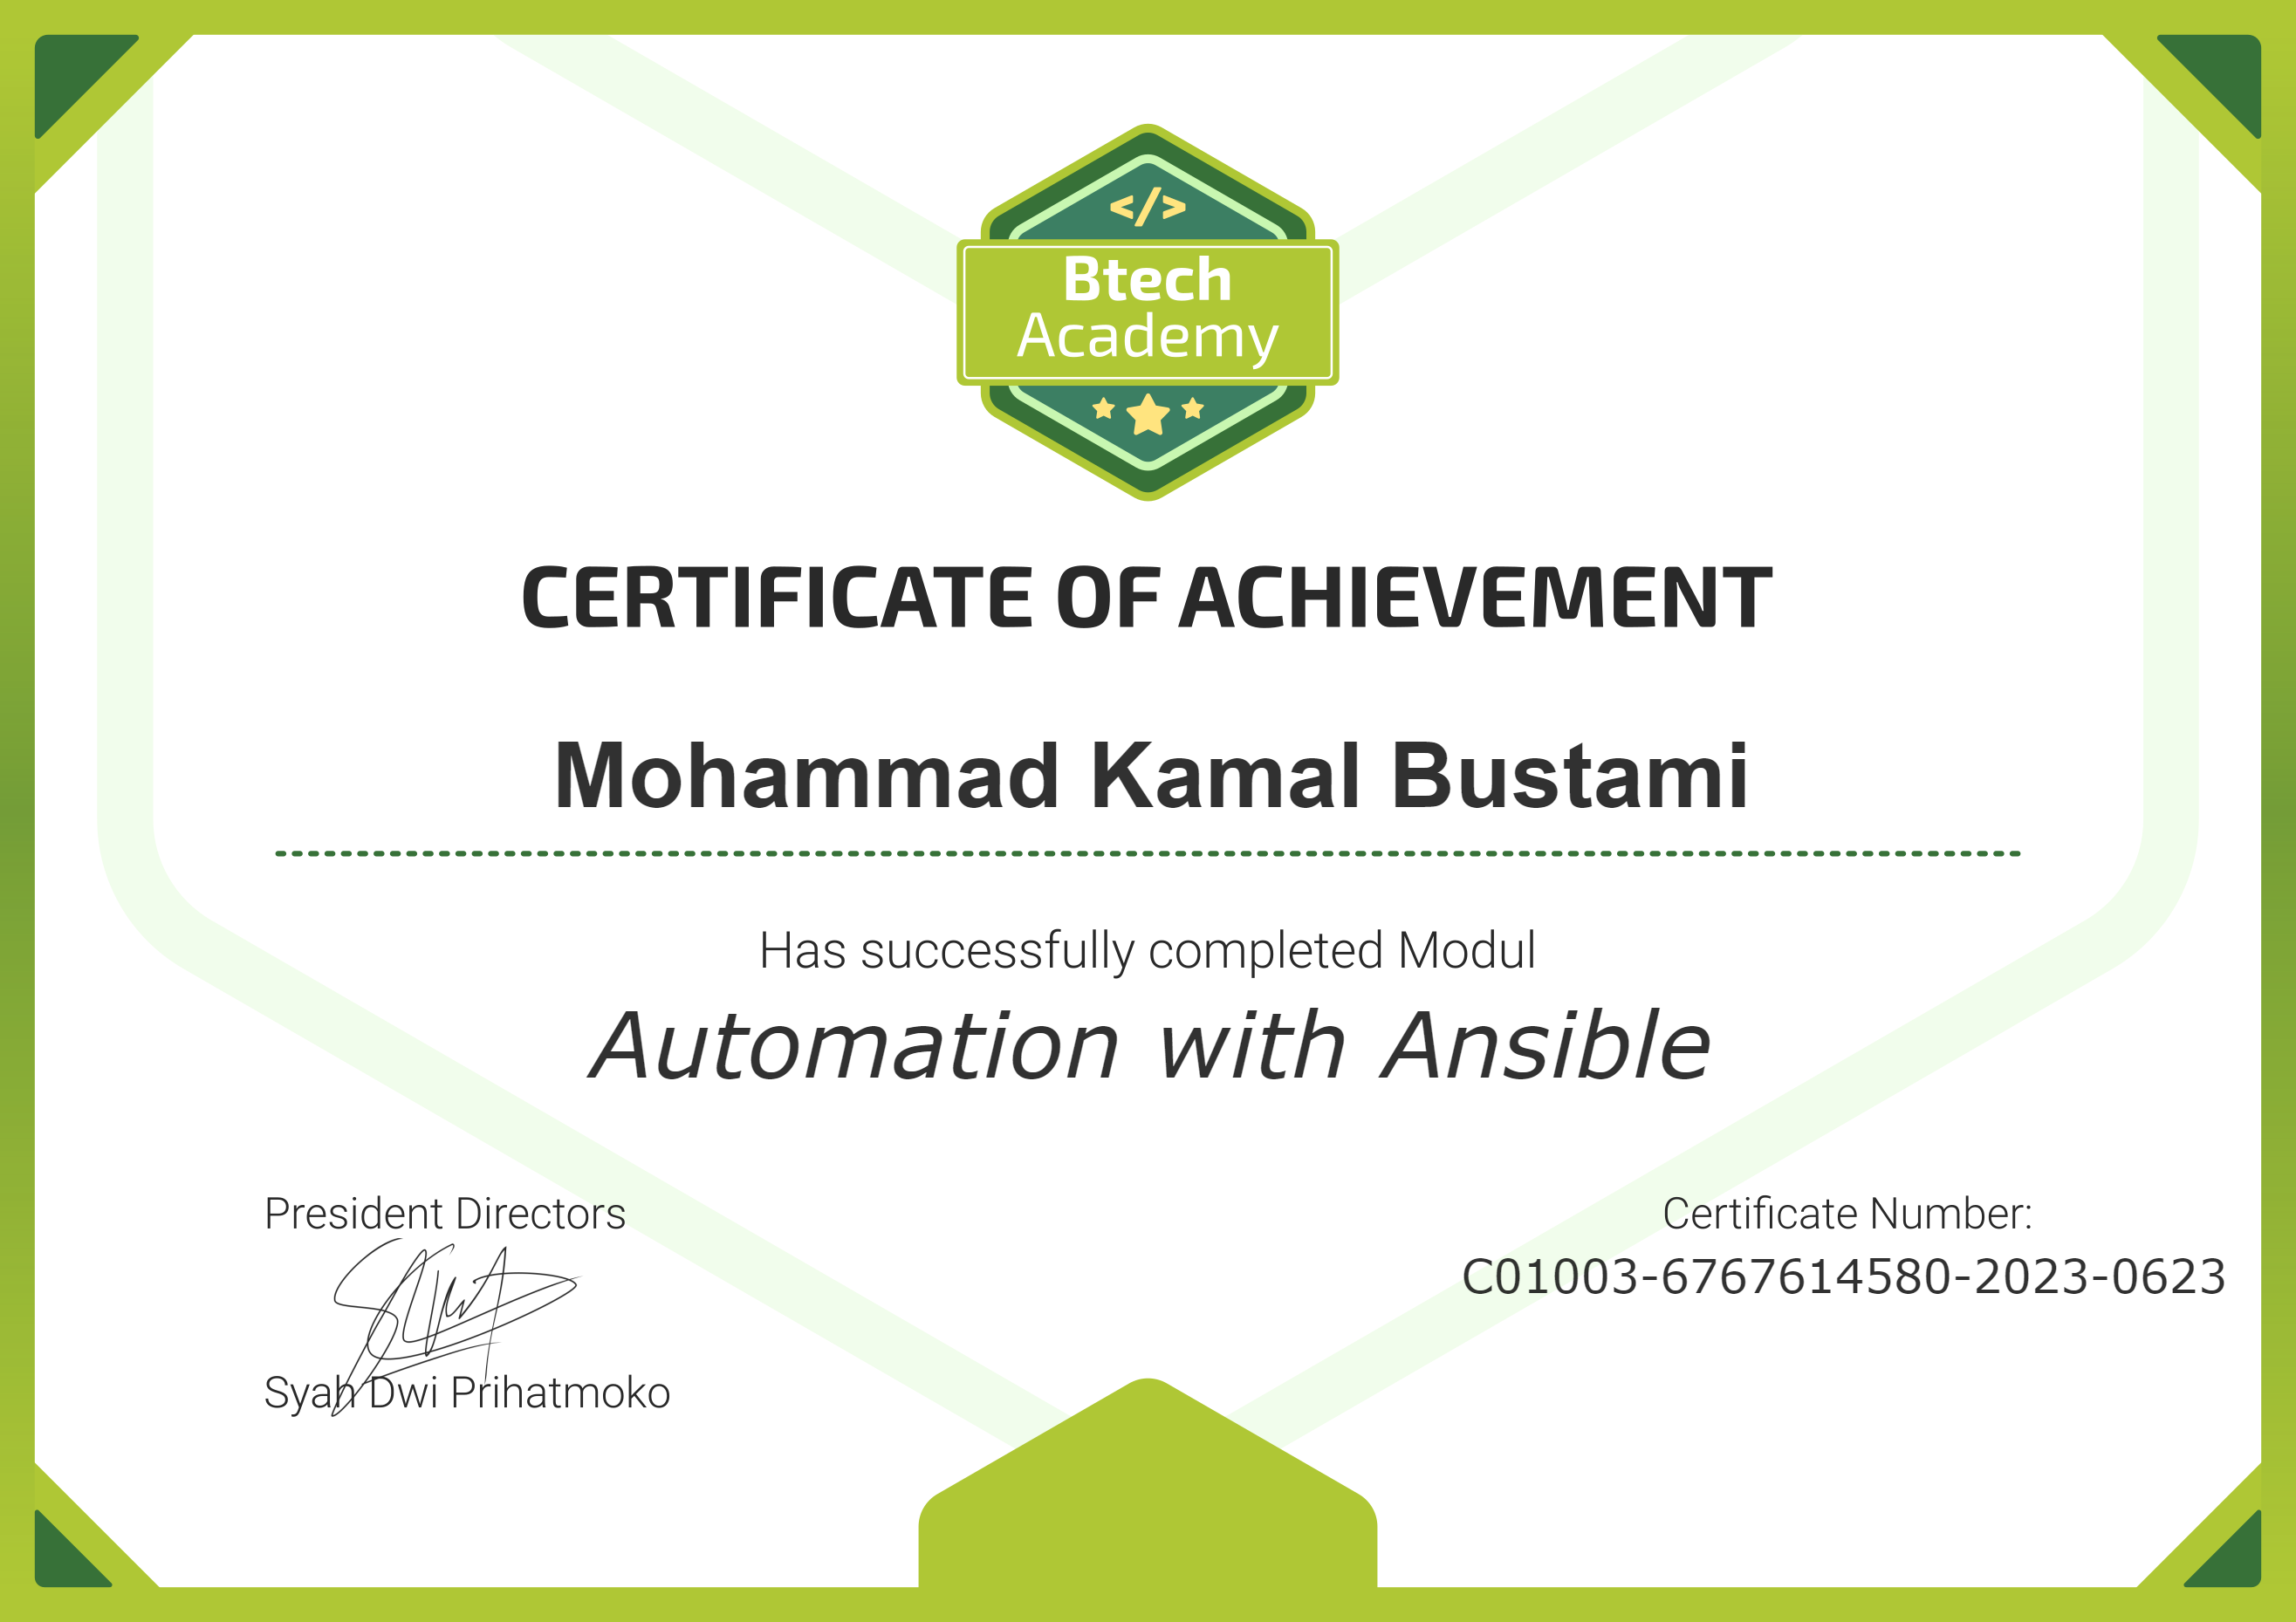 </>
Btech
Academy
CERTIFICATE OF ACHIEVEMENT
Mohammad Kamal Bustami
Has successfully completed Modul
Automation with Ansible
President Directors
Syah Dwi Prihatmoko
Certificate Number:
C01003-6767614580-2023-0623